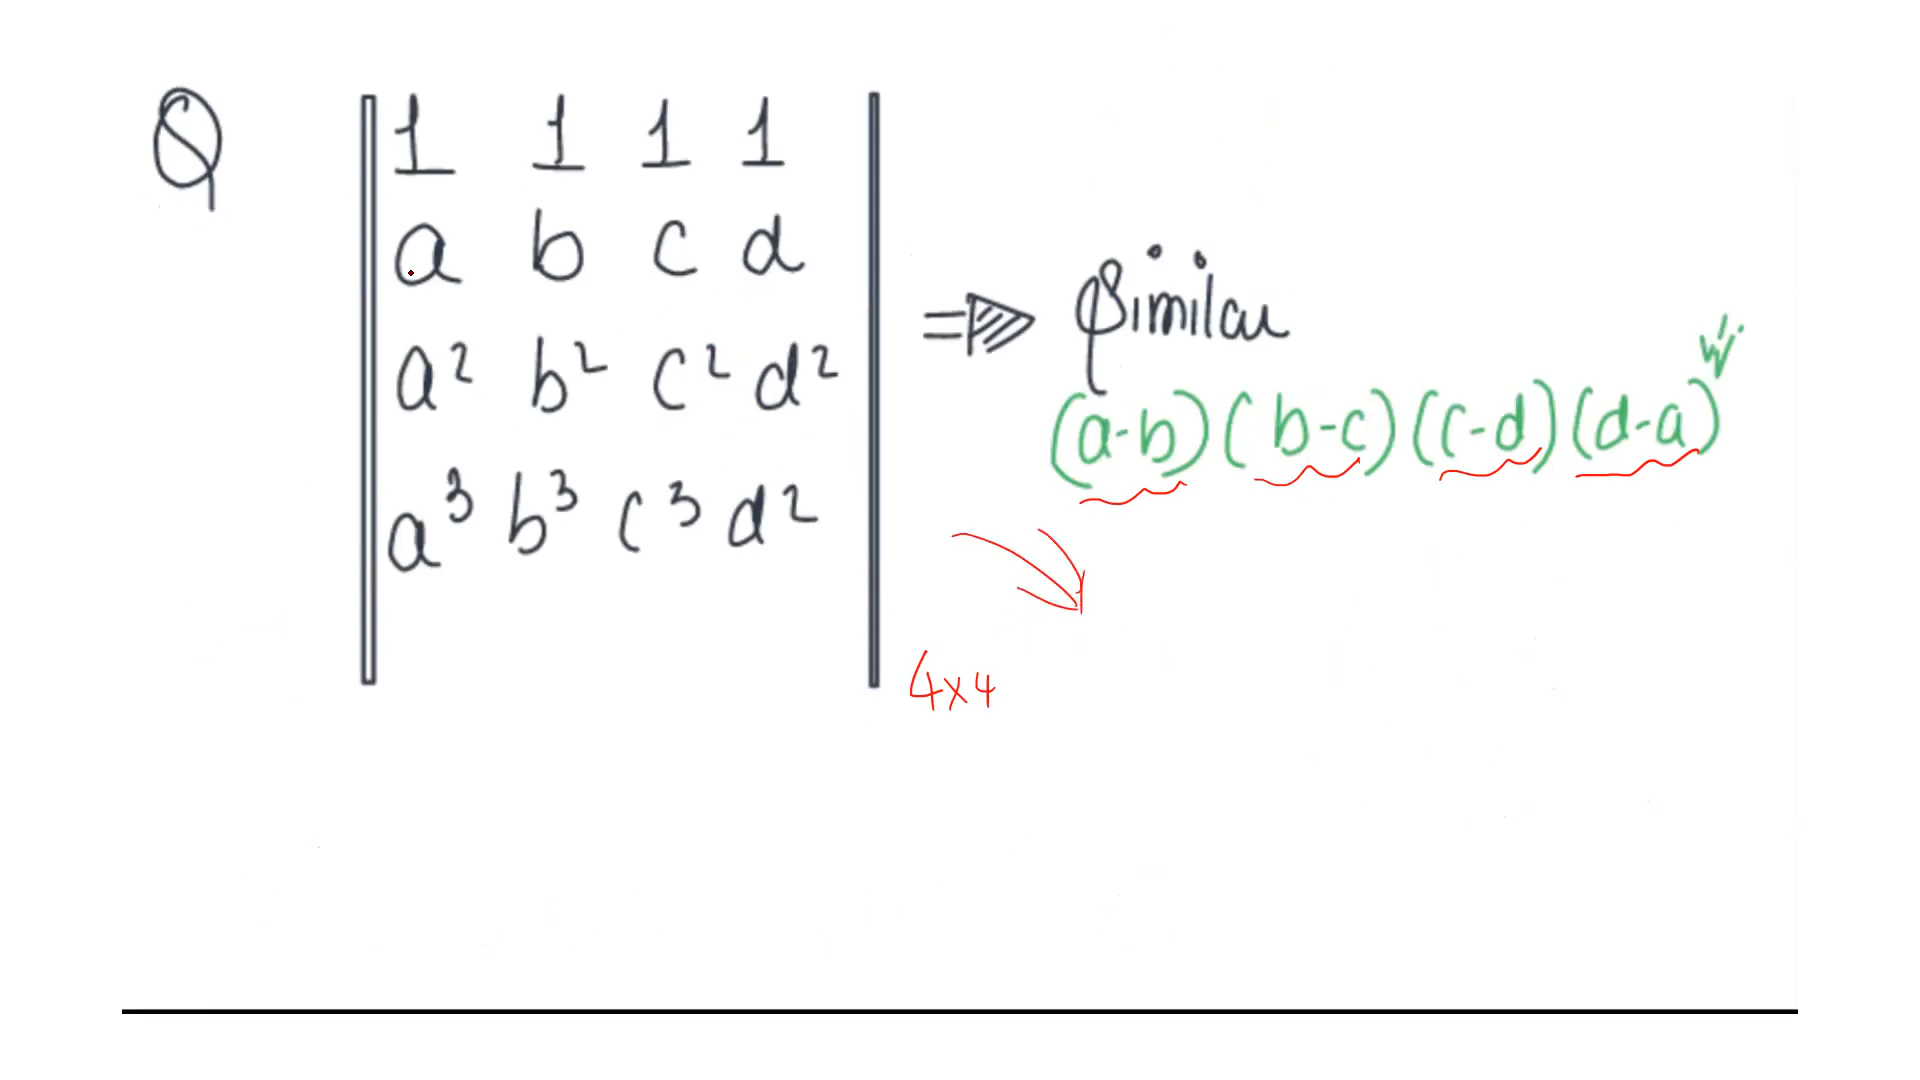 Q
1 1 1 1
a b c d
a² b² c² d²
a³ b³ c³ d²
4x4
⇒ Similar
(a-b)(b-c)(c-d)(d-a)